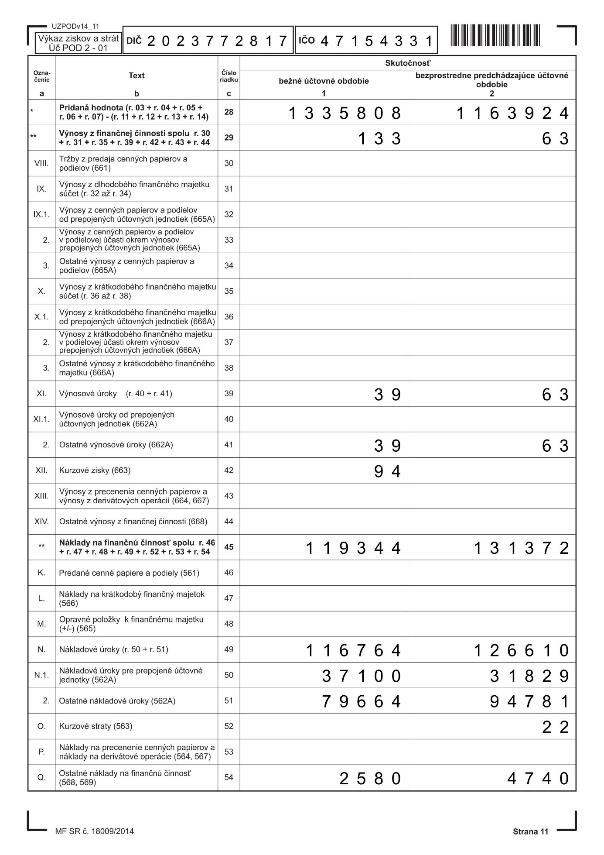 UZPODv14_11
Výkaz ziskov a strát
Úč POD 2 - 01
DIČ 2023772817
IČO 47154331
Ozna-
čenie
Text
Číslo
riadku
Skutočnosť
bežné účtovné obdobie
bezprostredne predchádzajúce účtovné
obdobie
a b c 1 2
* Pridaná hodnota (r. 03 + r. 04 + r. 05 +
r. 06 + r. 07) - (r. 11 + r. 12 + r. 13 + r. 14) 28 1335808 1163924
** Výnosy z finančnej činnosti spolu r. 30
+ r. 31 + r. 35 + r. 39 + r. 42 + r. 43 + r. 44 29 133 63
VIII. Tržby z predaja cenných papierov a
podielov (661) 30
IX. Výnosy z dlhodobého finančného majetku
súčet (r. 32 až r. 34) 31
IX.1. Výnosy z cenných papierov a podielov
od prepojených účtovných jednotiek (665A) 32
2. Výnosy z cenných papierov a podielov
v podielovej účasti okrem výnosov
prepojených účtovných jednotiek (665A) 33
3. Ostatné výnosy z cenných papierov a
podielov (665A) 34
X. Výnosy z krátkodobého finančného majetku
súčet (r. 36 až r. 38) 35
X.1. Výnosy z krátkodobého finančného majetku
od prepojených účtovných jednotiek (666A) 36
2. Výnosy z krátkodobého finančného majetku
v podielovej účasti okrem výnosov
prepojených účtovných jednotiek (666A) 37
3. Ostatné výnosy z krátkodobého finančného
majetku (666A) 38
XI. Výnosové úroky (r. 40 + r. 41) 39 39 63
XI.1. Výnosové úroky od prepojených
účtovných jednotiek (662A) 40
2. Ostatné výnosové úroky (662A) 41 39 63
XII. Kurzové zisky (663) 42 94
XIII. Výnosy z precenenia cenných papierov a
výnosy z derivátových operácií (664, 667) 43
XIV. Ostatné výnosy z finančnej činnosti (668) 44
** Náklady na finančnú činnosť spolu r. 46
+ r. 47 + r. 48 + r. 49 + r. 52 + r. 53 + r. 54 45 119344 131372
K. Predané cenné papiere a podiely (561) 46
L. Náklady na krátkodobý finančný majetok
(566) 47
M. Opravné položky k finančnému majetku
(+/-) (565) 48
N. Nákladové úroky (r. 50 + r. 51) 49 116764 126610
N.1. Nákladové úroky pre prepojené účtovné
jednotky (562A) 50 37100 31829
2. Ostatné nákladové úroky (562A) 51 79664 94781
O. Kurzové straty (563) 52 22
P. Náklady na precenenie cenných papierov a
náklady na derivátové operácie (564, 567) 53
Q. Ostatné náklady na finančnú činnosť
(568, 569) 54 2580 4740
MF SR č. 18009/2014
Strana 11